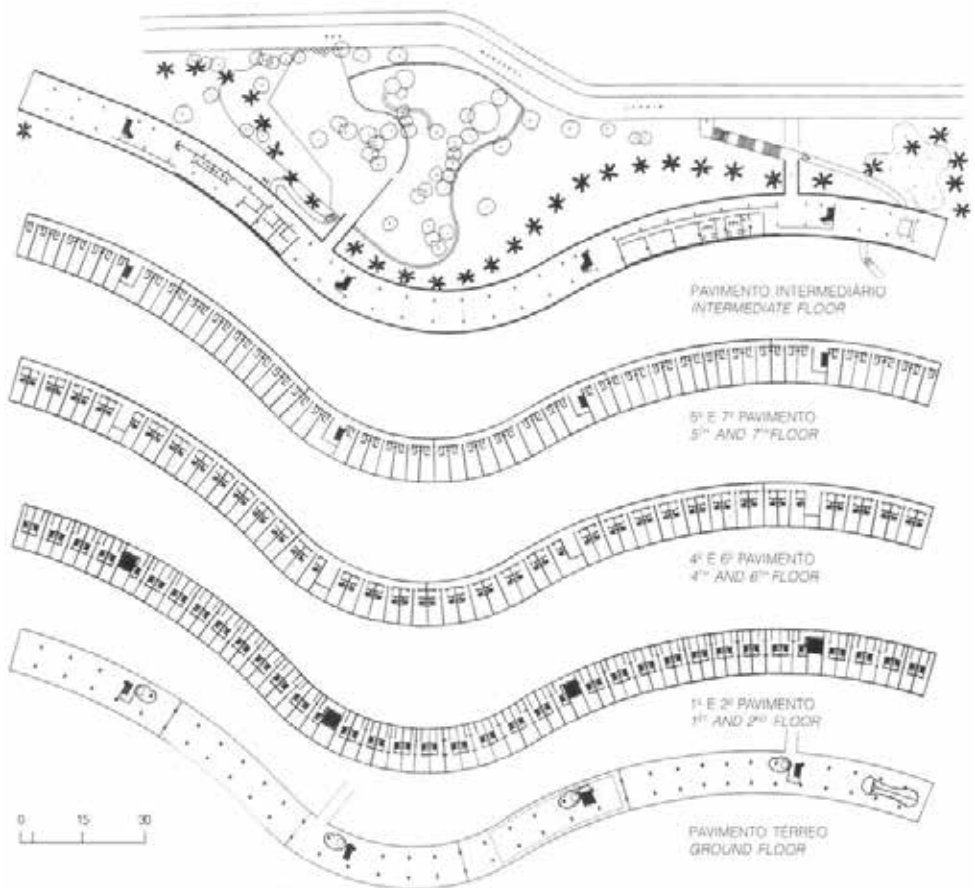 PAVIMENTO INTERMEDIÁRIO
INTERMEDIATE FLOOR
5º E 7º PAVIMENTO
5TH AND 7TH FLOOR
4º E 6º PAVIMENTO
4TH AND 6TH FLOOR
1º E 2º PAVIMENTO
1ST AND 2ND FLOOR
PAVIMENTO TÉRREO
GROUND FLOOR
0 15 30